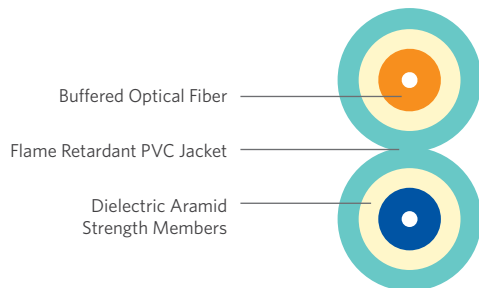 Buffered Optical Fiber
Flame Retardant PVC Jacket
Dielectric Aramid
Strength Members